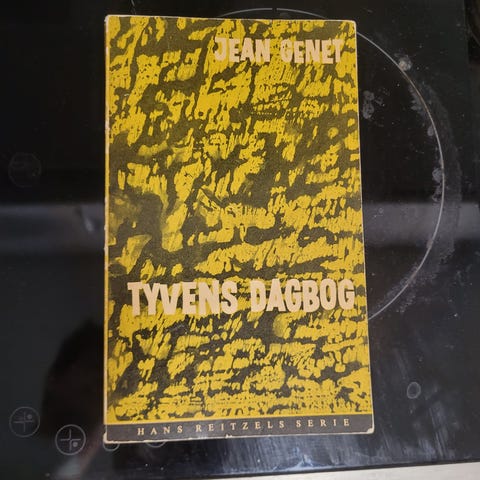 JEAN GENET
TYVENS DAGBOG
HANS REITZELS SERIE